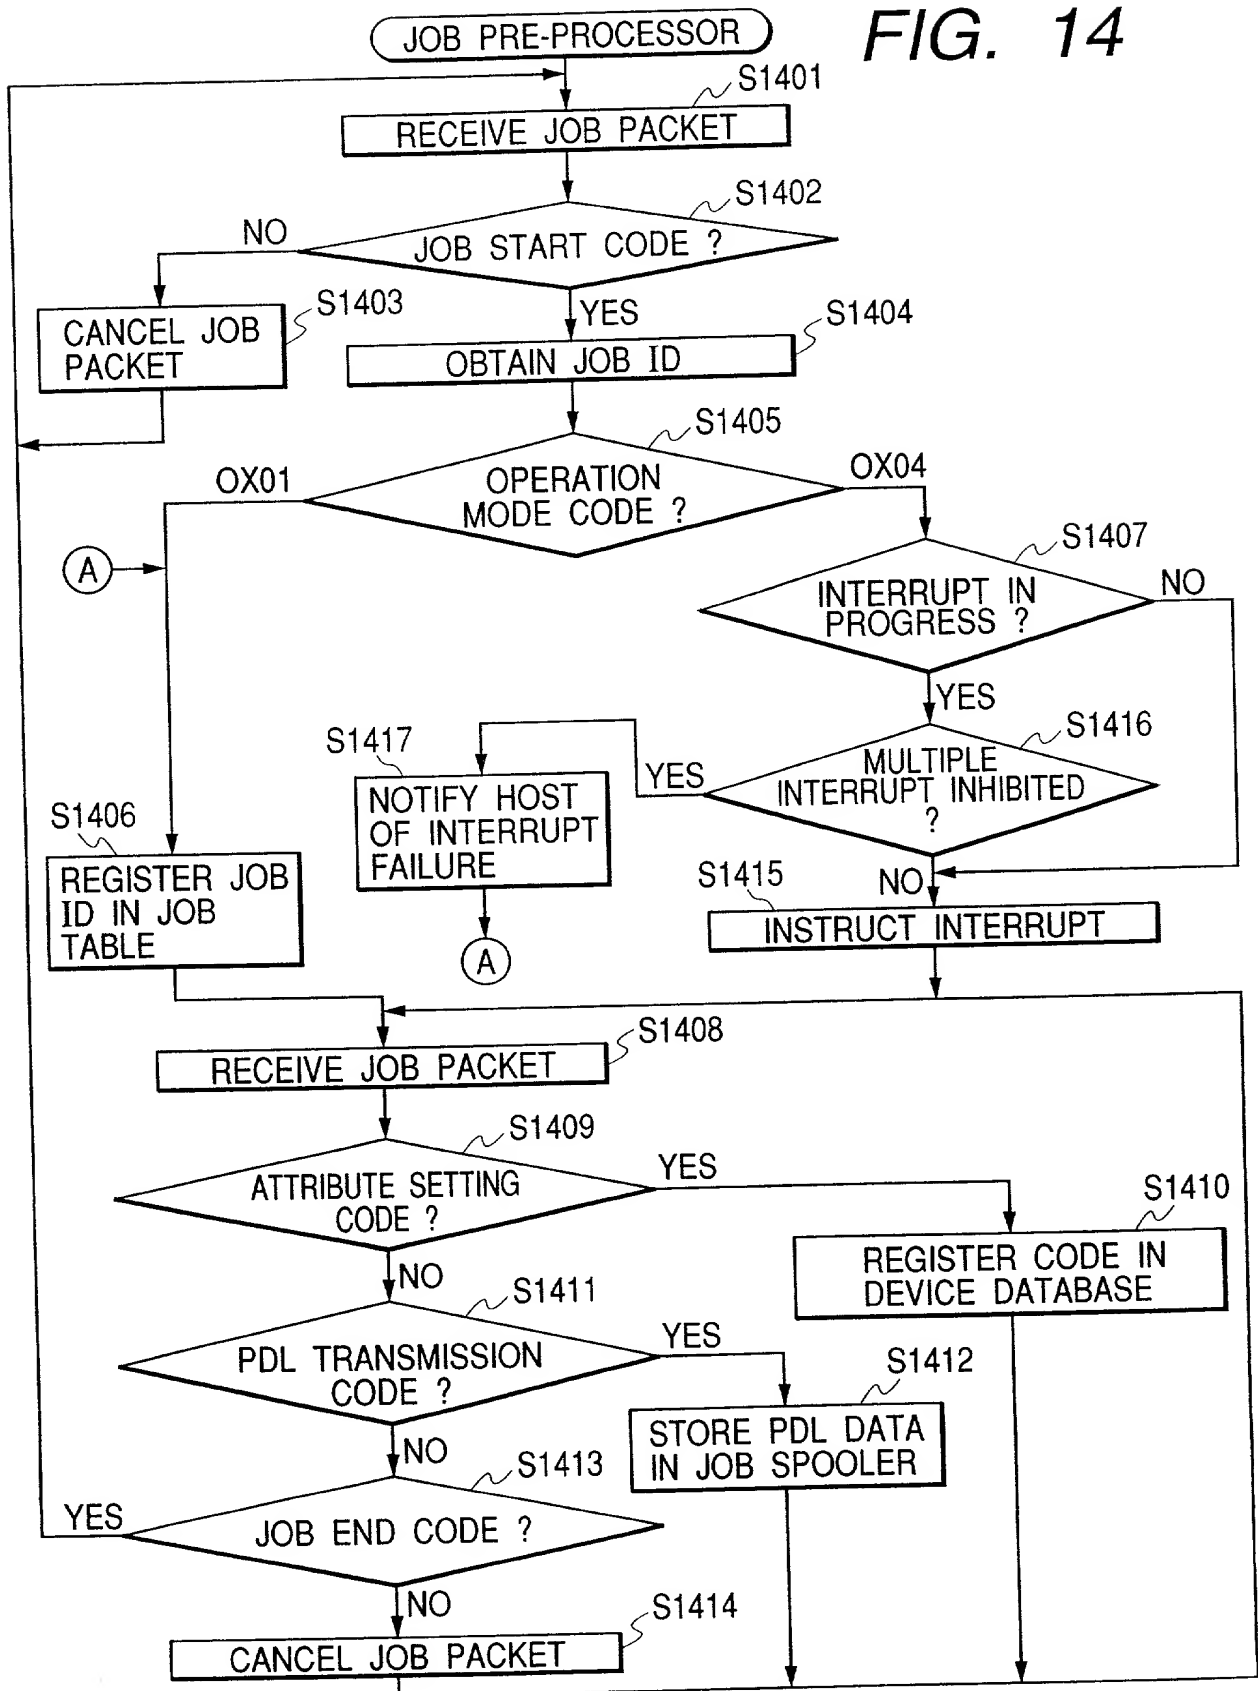 JOB PRE-PROCESSOR
FIG. 14
S1401
RECEIVE JOB PACKET
S1402
NO
JOB START CODE ?
S1403
YES
S1404
CANCEL JOB
PACKET
OBTAIN JOB ID
S1405
OX01
OPERATION
MODE CODE ?
OX04
A
S1407
INTERRUPT IN
PROGRESS ?
NO
YES
S1416
S1417
YES
MULTIPLE
INTERRUPT INHIBITED
?
NOTIFY HOST
OF INTERRUPT
FAILURE
S1406
REGISTER JOB
ID IN JOB
TABLE
NO
S1415
INSTRUCT INTERRUPT
A
S1408
RECEIVE JOB PACKET
S1409
ATTRIBUTE SETTING
CODE ?
YES
S1410
REGISTER CODE IN
DEVICE DATABASE
NO
S1411
PDL TRANSMISSION
CODE ?
YES
S1412
STORE PDL DATA
IN JOB SPOOLER
NO
S1413
YES
JOB END CODE ?
NO
S1414
CANCEL JOB PACKET